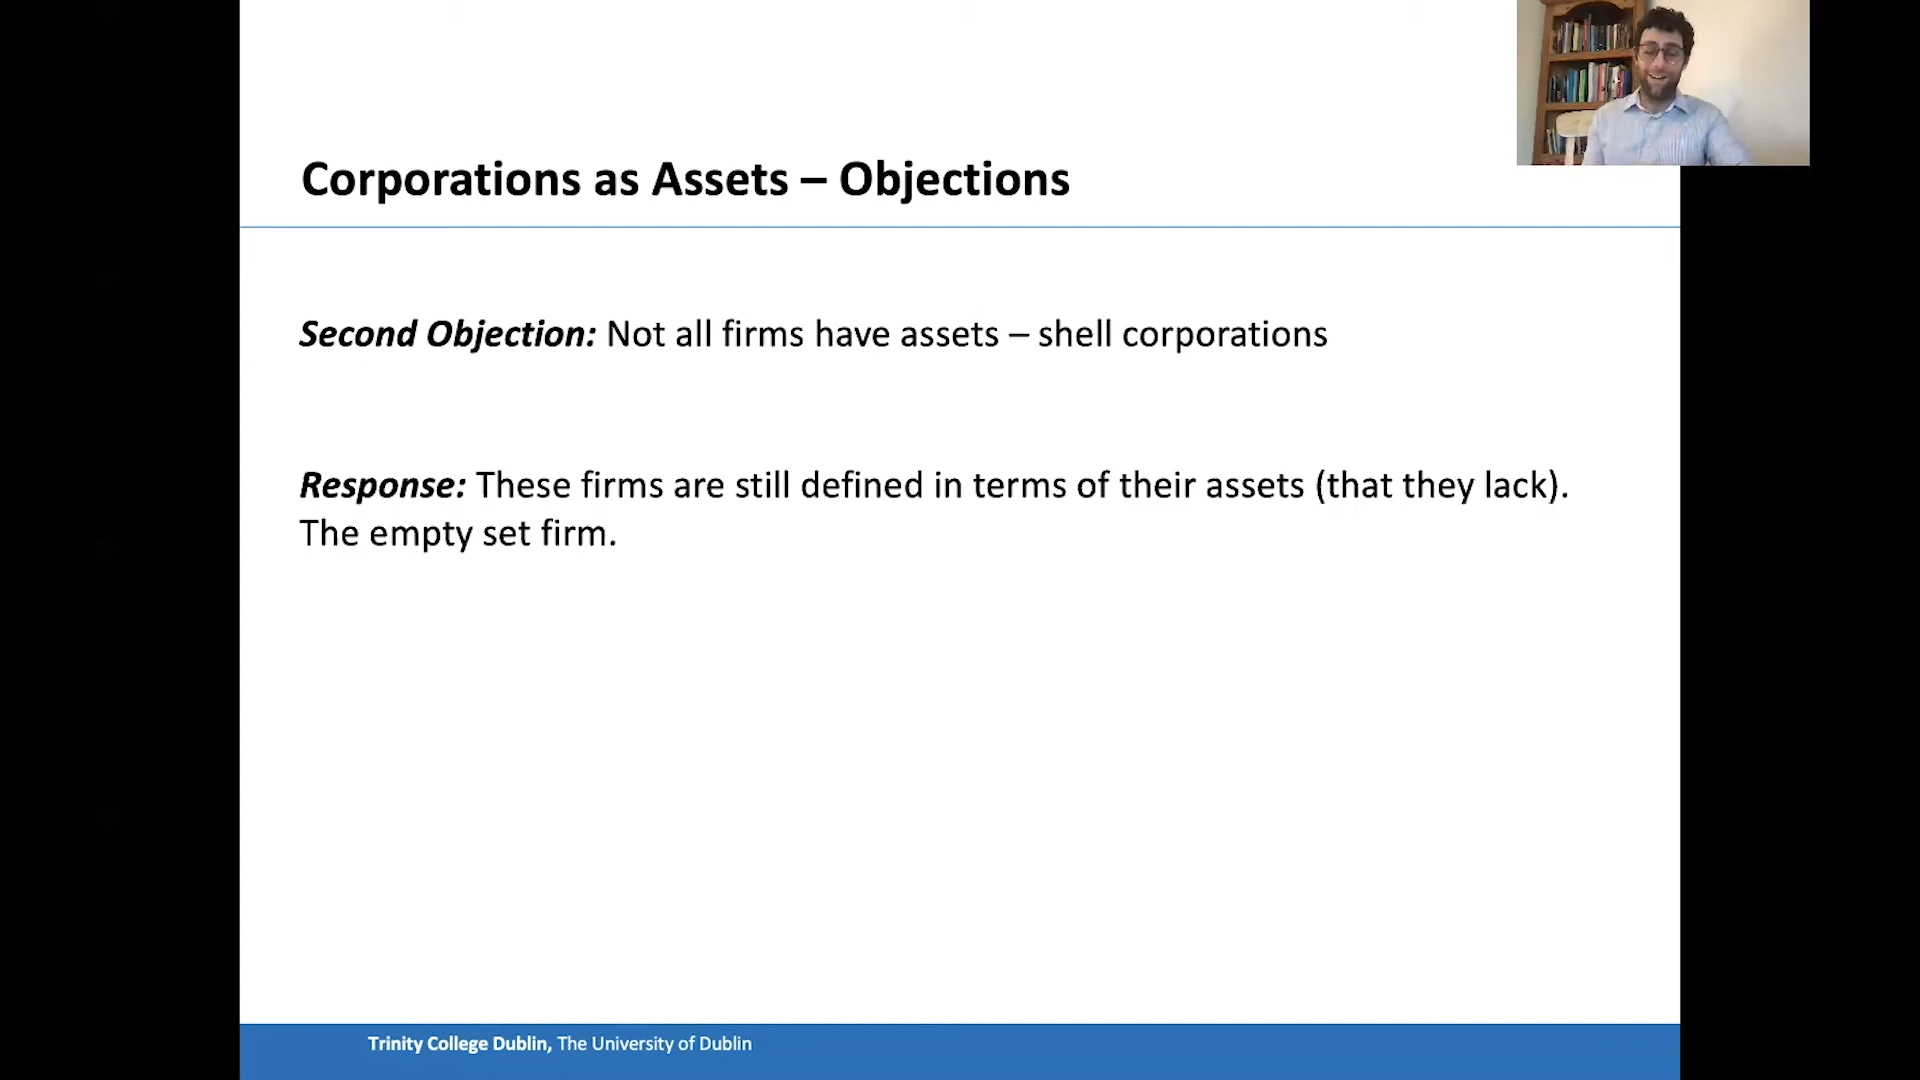 Corporations as Assets – Objections
Second Objection: Not all firms have assets – shell corporations
Response: These firms are still defined in terms of their assets (that they lack).
The empty set firm.
Trinity College Dublin, The University of Dublin